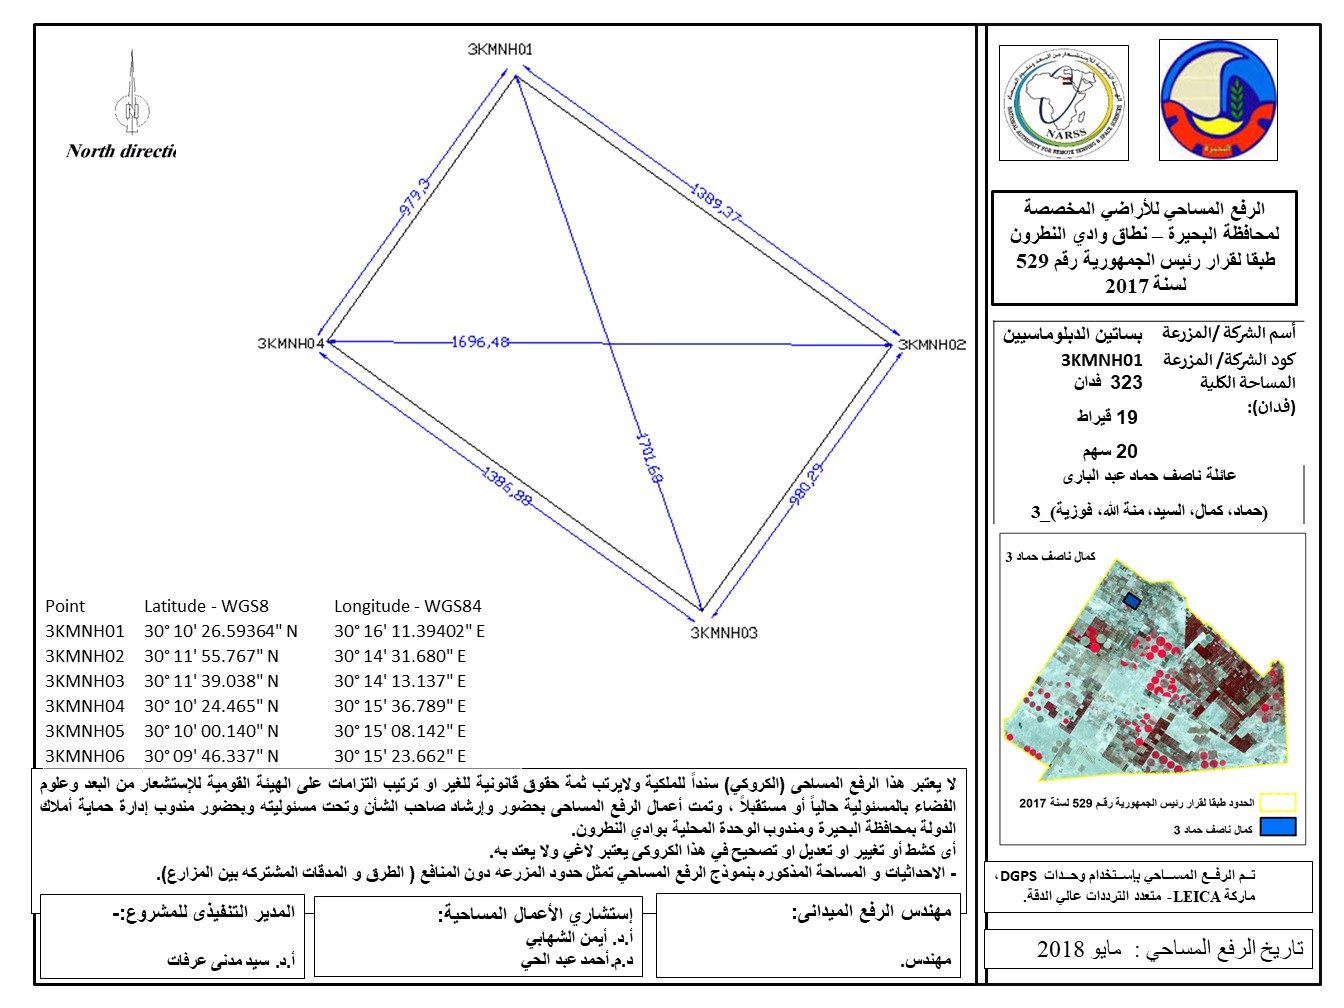 3KMNH01
North directio
979,3
1389,37
3KMNH04
1696,48
3KMNH02
1701,68
1386,88
980,29
3KMNH03
Point Latitude - WGS8 Longitude - WGS84
3KMNH01 30° 10' 26.59364" N 30° 16' 11.39402" E
3KMNH02 30° 11' 55.767" N 30° 14' 31.680" E
3KMNH03 30° 11' 39.038" N 30° 14' 13.137" E
3KMNH04 30° 10' 24.465" N 30° 15' 36.789" E
3KMNH05 30° 10' 00.140" N 30° 15' 08.142" E
3KMNH06 30° 09' 46.337" N 30° 15' 23.662" E
NARSS
NATIONAL AUTHORITY FOR REMOTE SENSING & SPACE SCIENCES
البحيرة
الرفع المساحي للأراضي المخصصة
لمحافظة البحيرة – نطاق وادي النطرون
طبقا لقرار رئيس الجمهورية رقم 529
لسنة 2017
أسم الشركة /المزرعة بساتين الدبلوماسيين
كود الشركة/ المزرعة 3KMNH01
المساحة الكلية 323 فدان
(فدان):
19 قيراط
20 سهم
عائلة ناصف حماد عبد البارى
(حماد، كمال، السيد، منة الله، فوزية)_3
كمال ناصف حماد 3
الحدود طبقا لقرار رئيس الجمهورية رقم 529 لسنة 2017
كمال ناصف حماد 3
تـم الرفـع المسـاحي بإسـتخدام وحـدات DGPS ،
ماركة LEICA- متعدد الترددات عالي الدقة.
تاريخ الرفع المساحي : مايو 2018
لا يعتبر هذا الرفع المساحى (الكروكي) سنداً للملكية ولايرتب ثمة حقوق قانونية للغير او ترتيب التزامات على الهيئة القومية للإستشعار من البعد وعلوم
الفضاء بالمسئولية حالياً أو مستقبلاً ، وتمت أعمال الرفع المساحى بحضور وإرشاد صاحب الشأن وتحت مسئوليته وبحضور مندوب إدارة حماية أملاك
الدولة بمحافظة البحيرة ومندوب الوحدة المحلية بوادي النطرون.
أى كشط أو تغيير او تعديل او تصحيح في هذا الكروكى يعتبر لاغي ولا يعتد به.
- الاحداثيات و المساحة المذكوره بنموذج الرفع المساحي تمثل حدود المزرعه دون المنافع ( الطرق و المدقات المشتركه بين المزارع).
مهندس الرفع الميدانى:
مهندس.
إستشاري الأعمال المساحية:
أ.د. أيمن الشهابي
د.م.أحمد عبد الحي
المدير التنفيذى للمشروع:-
أ.د. سيد مدنى عرفات